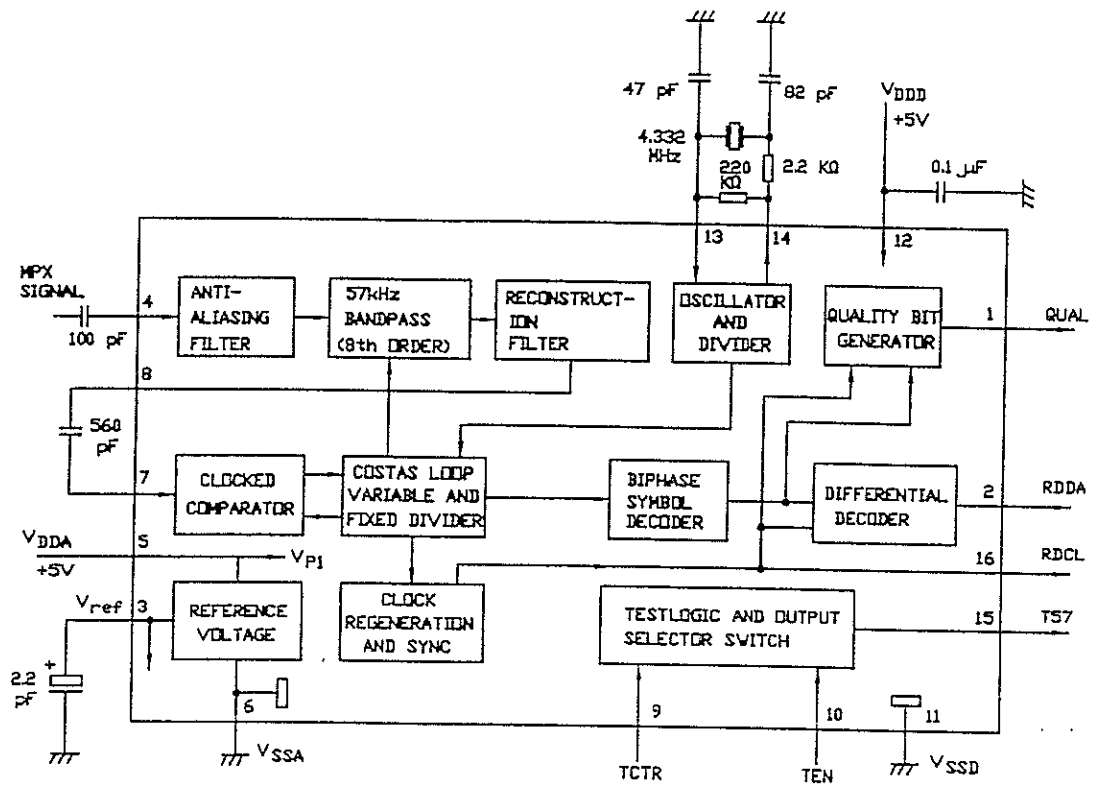 47 pF
82 pF
VDDD
+5V
4.332
MHz
220
KΩ
2.2 KΩ
0.1 µF
13
14
12
MPX
SIGNAL
100 pF
4
ANTI-
ALIASING
FILTER
57kHz
BANDPASS
(8th ORDER)
RECONSTRUCT-
ION
FILTER
OSCILLATOR
AND
DIVIDER
QUALITY BIT
GENERATOR
1
QUAL
8
560
pF
7
CLOCKED
COMPARATOR
COSTAS LOOP
VARIABLE AND
FIXED DIVIDER
BIPHASE
SYMBOL
DECODER
DIFFERENTIAL
DECODER
2
RDDA
VDDA
+5V
5
VP1
16
RDCL
Vref
3
REFERENCE
VOLTAGE
CLOCK
REGENERATION
AND SYNC
TESTLOGIC AND OUTPUT
SELECTOR SWITCH
15
T57
+
2.2
µF
6
VSSA
9
TCTR
10
TEN
11
VSSD